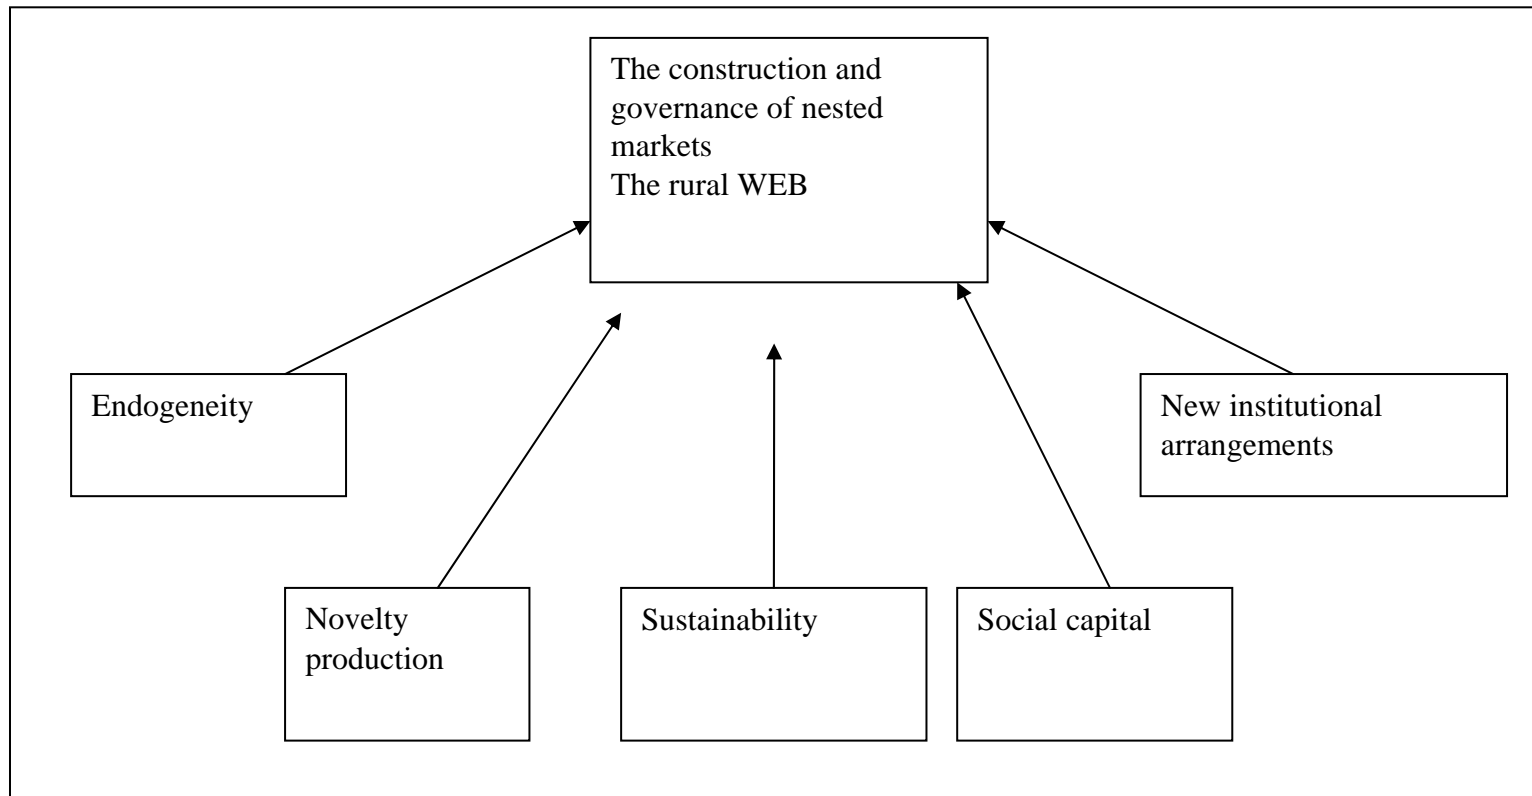 The construction and
governance of nested
markets
The rural WEB
Endogeneity
New institutional
arrangements
Novelty
production
Sustainability
Social capital